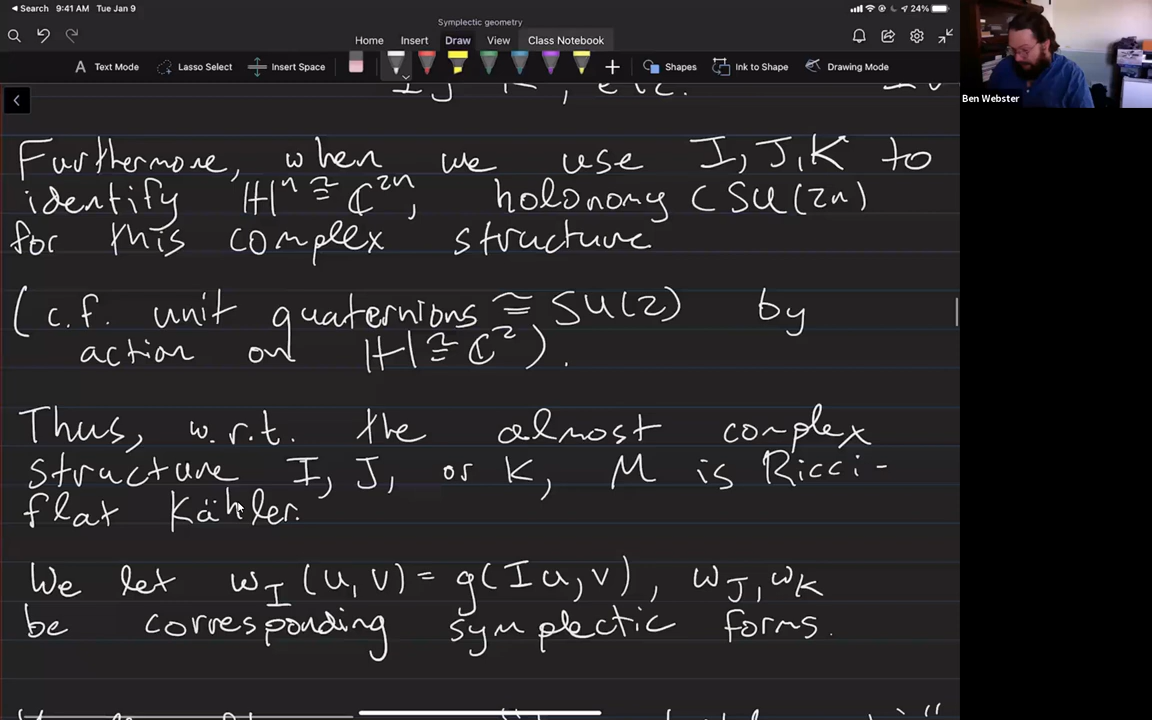 Search 9:41 AM Tue Jan 9
24%
Symplectic geometry
Home Insert Draw View Class Notebook
Text Mode Lasso Select Insert Space Shapes Ink to Shape Drawing Mode
Ben Webster
etc.
Furthermore, when we use I, J, K to
identify ℍⁿ ≅ ℂ²ⁿ, holonomy ⊂ SU(2n)
for this complex structure
(c.f. unit quaternions ≅ SU(2) by
action on ℍ ≅ ℂ²).
Thus, w.r.t. the almost complex
structure I, J, or K, M is Ricci-
flat Kähler.
We let ω_I(u,v) = g(Iu,v), ω_J, ω_K
be corresponding symplectic forms.